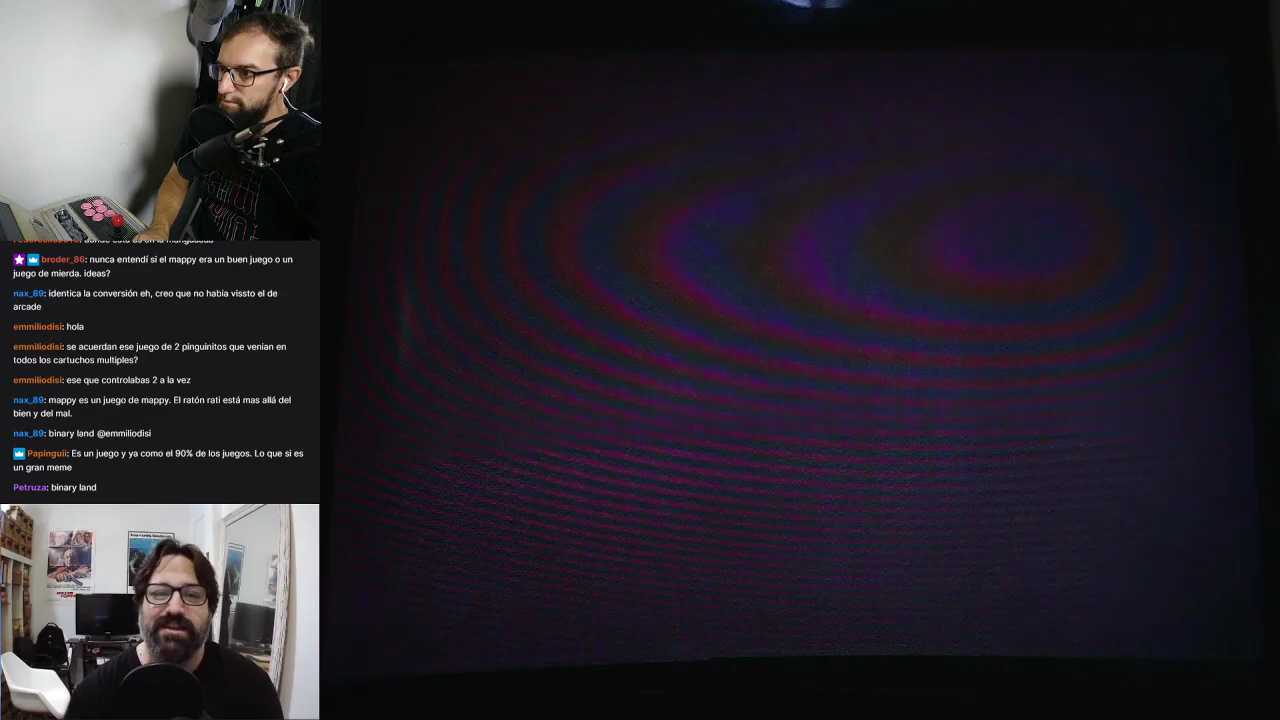 broder_86: nunca entendí si el mappy era un buen juego o un
juego de mierda. ideas?
nax_89: identica la conversión eh, creo que no habia vissto el de
arcade
emmiliodisi: hola
emmiliodisi: se acuerdan ese juego de 2 pinguinitos que venian en
todos los cartuchos multiples?
emmiliodisi: ese que controlabas 2 a la vez
nax_89: mappy es un juego de mappy. El ratón rati está mas allá del
bien y del mal.
nax_89: binary land @emmiliodisi
Papinguii: Es un juego y ya como el 90% de los juegos. Lo que si es
un gran meme
Petruza: binary land